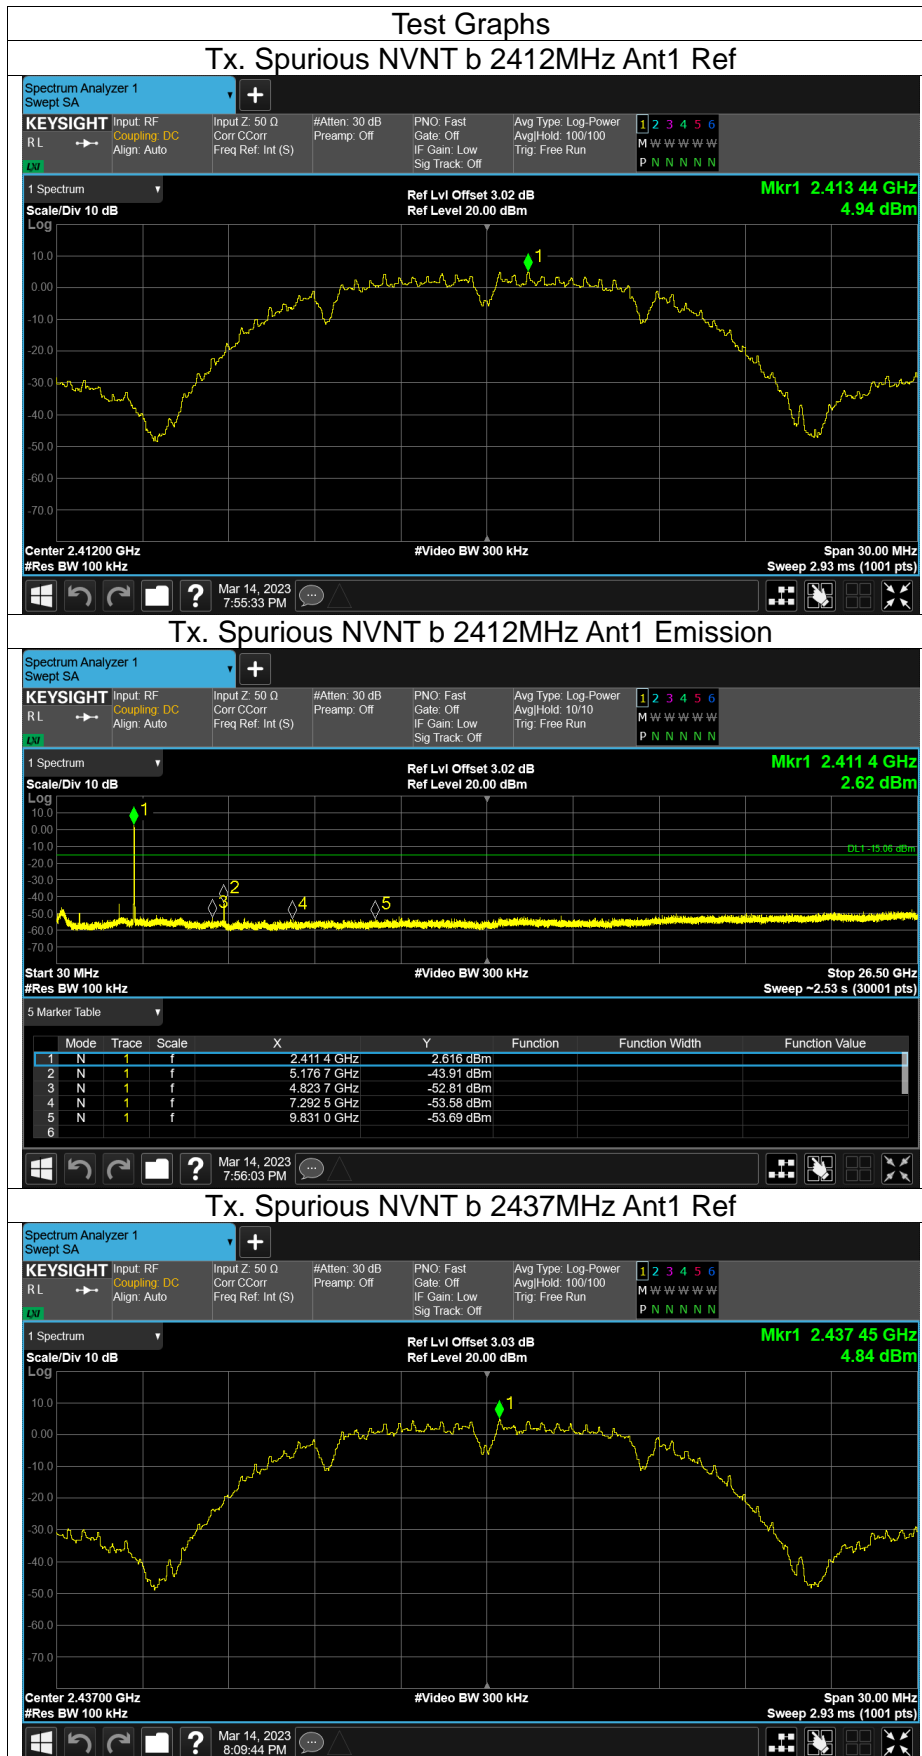 Test Graphs
Tx. Spurious NVNT b 2412MHz Ant1 Ref
Spectrum Analyzer 1
Swept SA
KEYSIGHT Input: RF Input Z: 50 Ω #Atten: 30 dB PNO: Fast Avg Type: Log-Power 1 2 3 4 5 6
RL Coupling: DC Corr CCorr Preamp: Off Gate: Off Avg|Hold: 100/100 M W W W W W
Align: Auto Freq Ref: Int (S) IF Gain: Low Trig: Free Run
LXI Sig Track: Off P N N N N N
1 Spectrum Ref Lvl Offset 3.02 dB Mkr1 2.413 44 GHz
Scale/Div 10 dB Ref Level 20.00 dBm 4.94 dBm
Log
1
10.0
0.00
-10.0
-20.0
-30.0
-40.0
-50.0
-60.0
-70.0
Center 2.41200 GHz #Video BW 300 kHz Span 30.00 MHz
#Res BW 100 kHz Sweep 2.93 ms (1001 pts)
Mar 14, 2023
7:55:33 PM
Tx. Spurious NVNT b 2412MHz Ant1 Emission
Spectrum Analyzer 1
Swept SA
KEYSIGHT Input: RF Input Z: 50 Ω #Atten: 30 dB PNO: Fast Avg Type: Log-Power 1 2 3 4 5 6
RL Coupling: DC Corr CCorr Preamp: Off Gate: Off Avg|Hold: 10/10 M W W W W W
Align: Auto Freq Ref: Int (S) IF Gain: Low Trig: Free Run
LXI Sig Track: Off P N N N N N
1 Spectrum Ref Lvl Offset 3.02 dB Mkr1 2.411 4 GHz
Scale/Div 10 dB Ref Level 20.00 dBm 2.62 dBm
Log
10.0 1
0.00
-10.0 DL1 -15.06 dBm
-20.0
-30.0
-40.0 2
-50.0 3 4 5
-60.0
-70.0
Start 30 MHz #Video BW 300 kHz Stop 26.50 GHz
#Res BW 100 kHz Sweep ~2.53 s (30001 pts)
5 Marker Table
Mode Trace Scale X Y Function Function Width Function Value
1 N 1 f 2.411 4 GHz 2.616 dBm
2 N 1 f 5.176 7 GHz -43.91 dBm
3 N 1 f 4.823 7 GHz -52.81 dBm
4 N 1 f 7.292 5 GHz -53.58 dBm
5 N 1 f 9.831 0 GHz -53.69 dBm
6
Mar 14, 2023
7:56:03 PM
Tx. Spurious NVNT b 2437MHz Ant1 Ref
Spectrum Analyzer 1
Swept SA
KEYSIGHT Input: RF Input Z: 50 Ω #Atten: 30 dB PNO: Fast Avg Type: Log-Power 1 2 3 4 5 6
RL Coupling: DC Corr CCorr Preamp: Off Gate: Off Avg|Hold: 100/100 M W W W W W
Align: Auto Freq Ref: Int (S) IF Gain: Low Trig: Free Run
LXI Sig Track: Off P N N N N N
1 Spectrum Ref Lvl Offset 3.03 dB Mkr1 2.437 45 GHz
Scale/Div 10 dB Ref Level 20.00 dBm 4.84 dBm
Log
1
10.0
0.00
-10.0
-20.0
-30.0
-40.0
-50.0
-60.0
-70.0
Center 2.43700 GHz #Video BW 300 kHz Span 30.00 MHz
#Res BW 100 kHz Sweep 2.93 ms (1001 pts)
Mar 14, 2023
8:09:44 PM